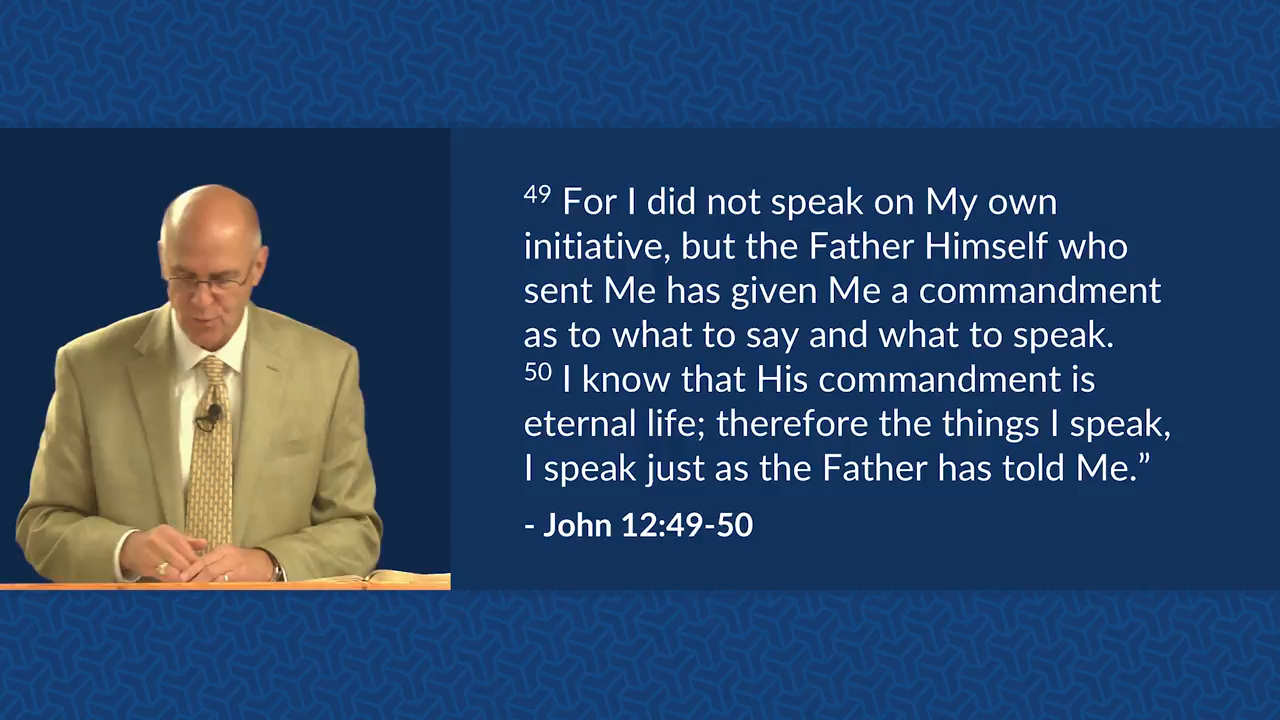 49 For I did not speak on My own
initiative, but the Father Himself who
sent Me has given Me a commandment
as to what to say and what to speak.
50 I know that His commandment is
eternal life; therefore the things I speak,
I speak just as the Father has told Me.”
- John 12:49-50